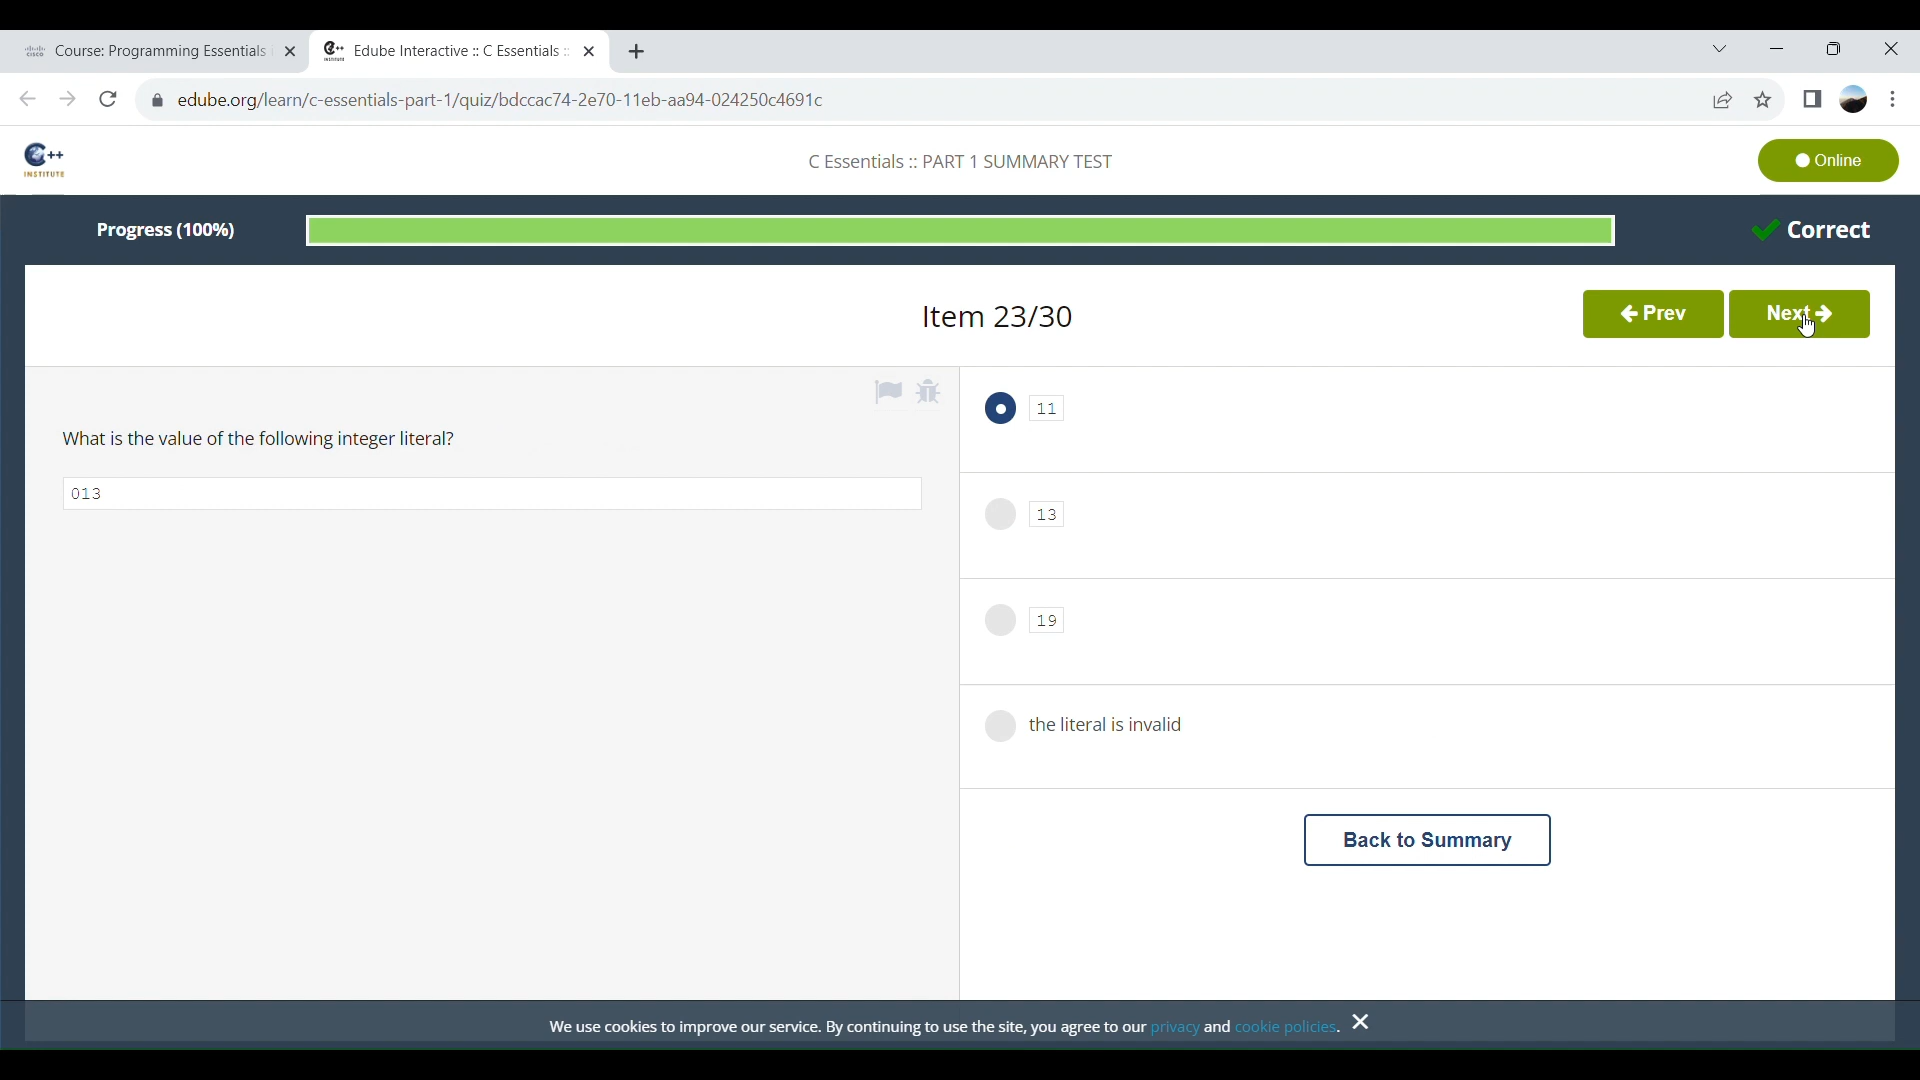 Course: Programming Essentials
Edube Interactive :: C Essentials ::
edube.org/learn/c-essentials-part-1/quiz/bdccac74-2e70-11eb-aa94-024250c4691c
C++
INSTITUTE
C Essentials :: PART 1 SUMMARY TEST
Online
Progress (100%)
Correct
Item 23/30
Prev
Next
What is the value of the following integer literal?
013
11
13
19
the literal is invalid
Back to Summary
We use cookies to improve our service. By continuing to use the site, you agree to our privacy and cookie policies.